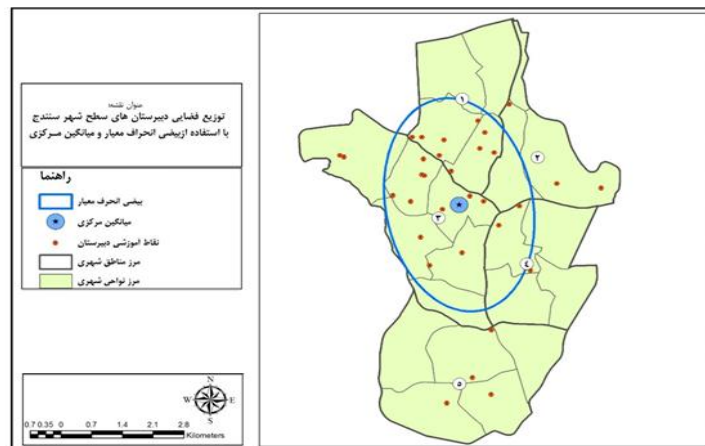 عنوان نقشه:
توزیع فضایی دبیرستان های سطح شهر سنندج
با استفاده ازبیضی انحراف معیار و میانگین مرکزی
راهنما
بیضی انحرف معیار
میانگین مرکزی
نقاط آموزشی دبیرستان
مرز مناطق شهری
مرز نواحی شهری
N
W E
S
0.7 0.35 0 0.7 1.4 2.1 2.8
Kilometers
۱
۲
۳
۴
۵